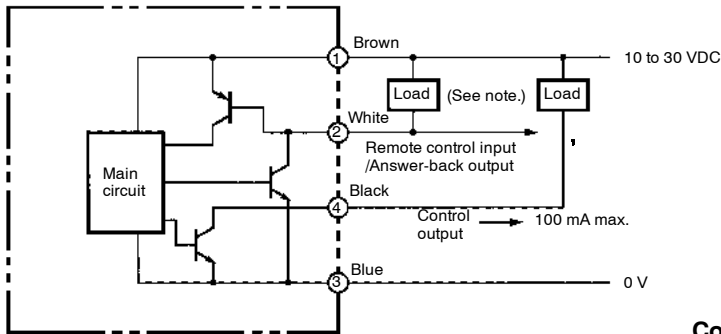 Brown
1
10 to 30 VDC
Load
(See note.)
Load
White
2
Remote control input
/Answer-back output
Main
circuit
Black
4
Control
output
100 mA max.
Blue
3
0 V
Co